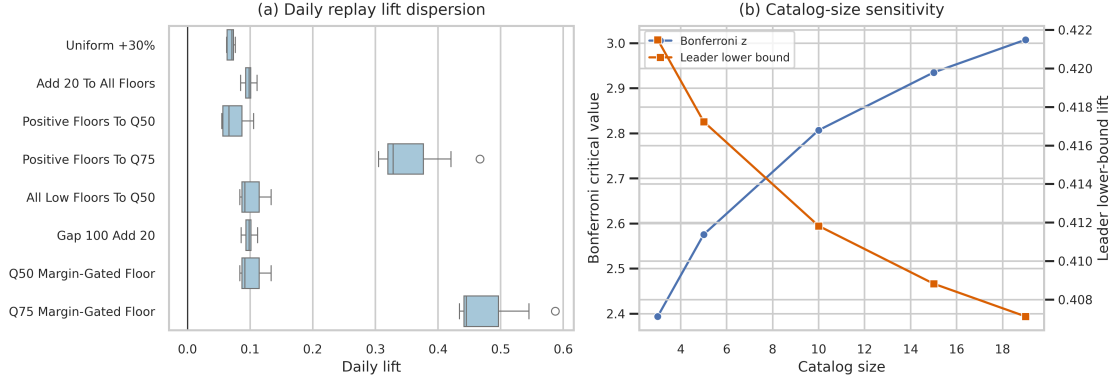 (a) Daily replay lift dispersion
Uniform +30%
Add 20 To All Floors
Positive Floors To Q50
Positive Floors To Q75
All Low Floors To Q50
Gap 100 Add 20
Q50 Margin-Gated Floor
Q75 Margin-Gated Floor
0.0 0.1 0.2 0.3 0.4 0.5 0.6
Daily lift
(b) Catalog-size sensitivity
Bonferroni z
Leader lower bound
Bonferroni critical value
3.0
2.9
2.8
2.7
2.6
2.5
2.4
4 6 8 10 12 14 16 18
Catalog size
0.422
0.420
0.418
0.416
0.414
0.412
0.410
0.408
Leader lower-bound lift